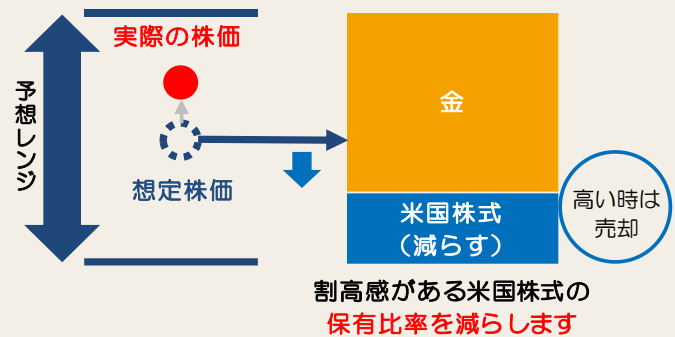 予想レンジ
実際の株価
想定株価
金
米国株式
（減らす）
高い時は
売却
割高感がある米国株式の
保有比率を減らします